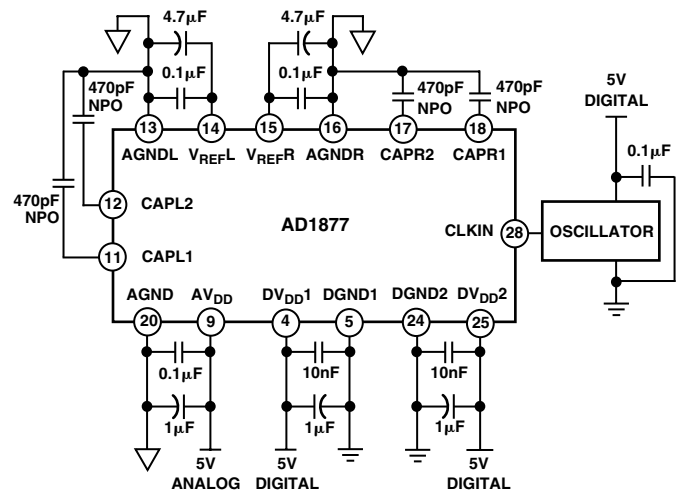 4.7µF
4.7µF
0.1µF
0.1µF
470pF
NPO
470pF
NPO
470pF
NPO
5V
DIGITAL
0.1µF
13
14
15
16
17
18
AGNDL
VREFL
VREFR
AGNDR
CAPR2
CAPR1
470pF
NPO
12
CAPL2
AD1877
CLKIN
28
OSCILLATOR
11
CAPL1
AGND
AVDD
DVDD1
DGND1
DGND2
DVDD2
20
9
4
5
24
25
0.1µF
10nF
10nF
1µF
1µF
1µF
5V
ANALOG
5V
DIGITAL
5V
DIGITAL